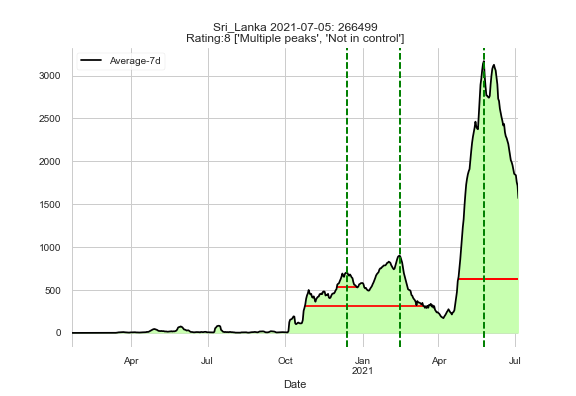 Sri_Lanka 2021-07-05: 266499
Rating:8 ['Multiple peaks', 'Not in control']
Average-7d
3000
2500
2000
1500
1000
500
0
Apr Jul Oct Jan Apr Jul
2021
Date